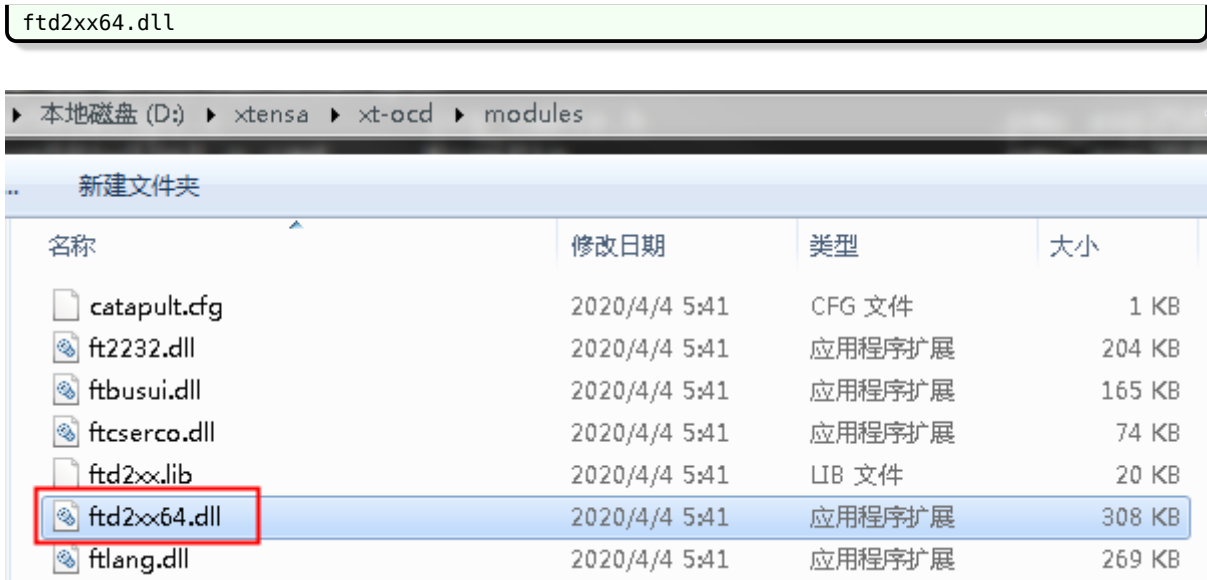 ftd2xx64.dll
本地磁盘 (D:) xtensa xt-ocd modules
... 新建文件夹
名称 修改日期 类型 大小
catapult.cfg 2020/4/4 5:41 CFG 文件 1 KB
ft2232.dll 2020/4/4 5:41 应用程序扩展 204 KB
ftbusui.dll 2020/4/4 5:41 应用程序扩展 165 KB
ftcserco.dll 2020/4/4 5:41 应用程序扩展 74 KB
ftd2xx.lib 2020/4/4 5:41 LIB 文件 20 KB
ftd2xx64.dll 2020/4/4 5:41 应用程序扩展 308 KB
ftlang.dll 2020/4/4 5:41 应用程序扩展 269 KB